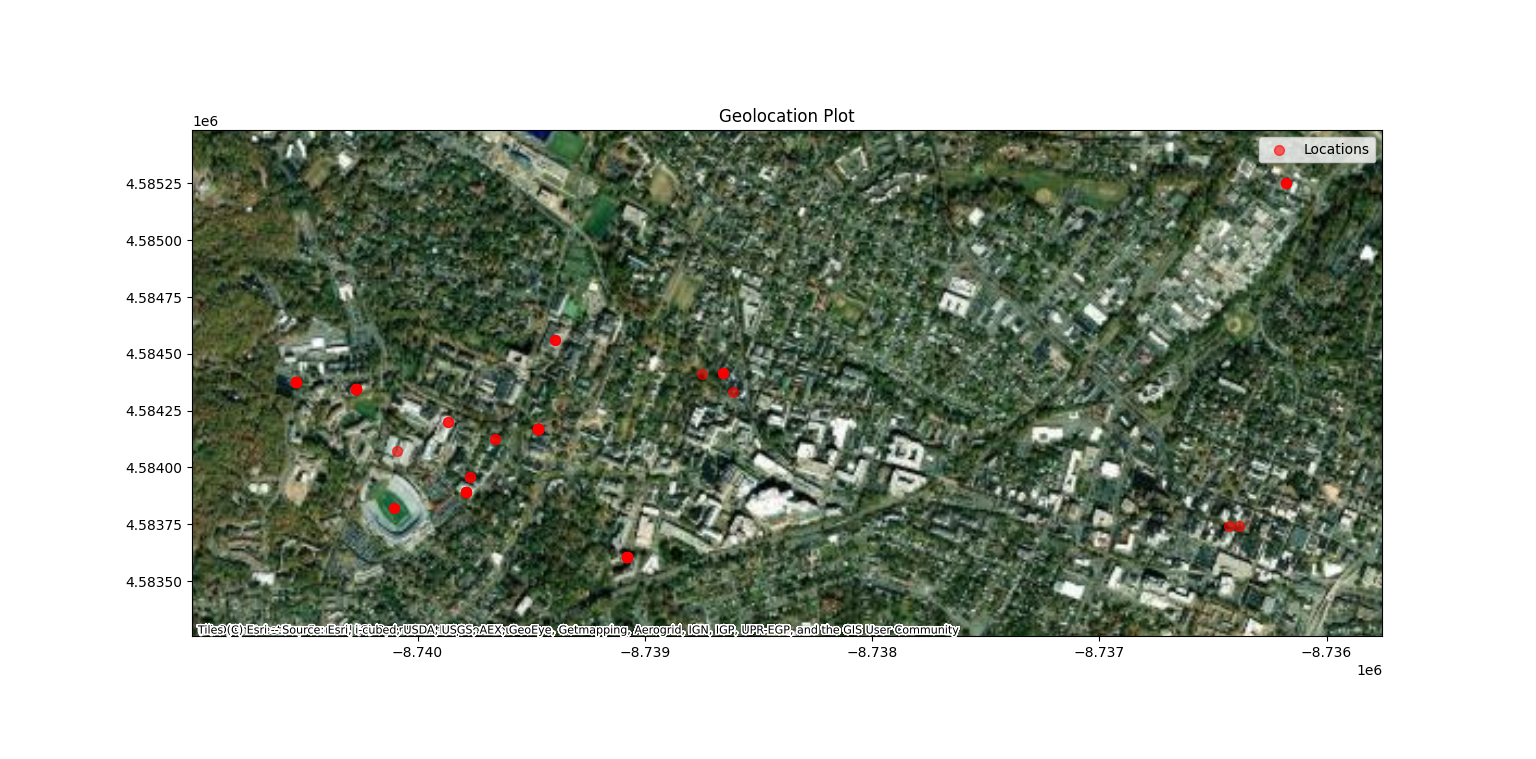 Geolocation Plot
1e6
Locations
4.58525
4.58500
4.58475
4.58450
4.58425
4.58400
4.58375
4.58350
Tiles (C) Esri -- Source: Esri, i-cubed, USDA, USGS, AEX, GeoEye, Getmapping, Aerogrid, IGN, IGP, UPR-EGP, and the GIS User Community
−8.740 −8.739 −8.738 −8.737 −8.736
1e6